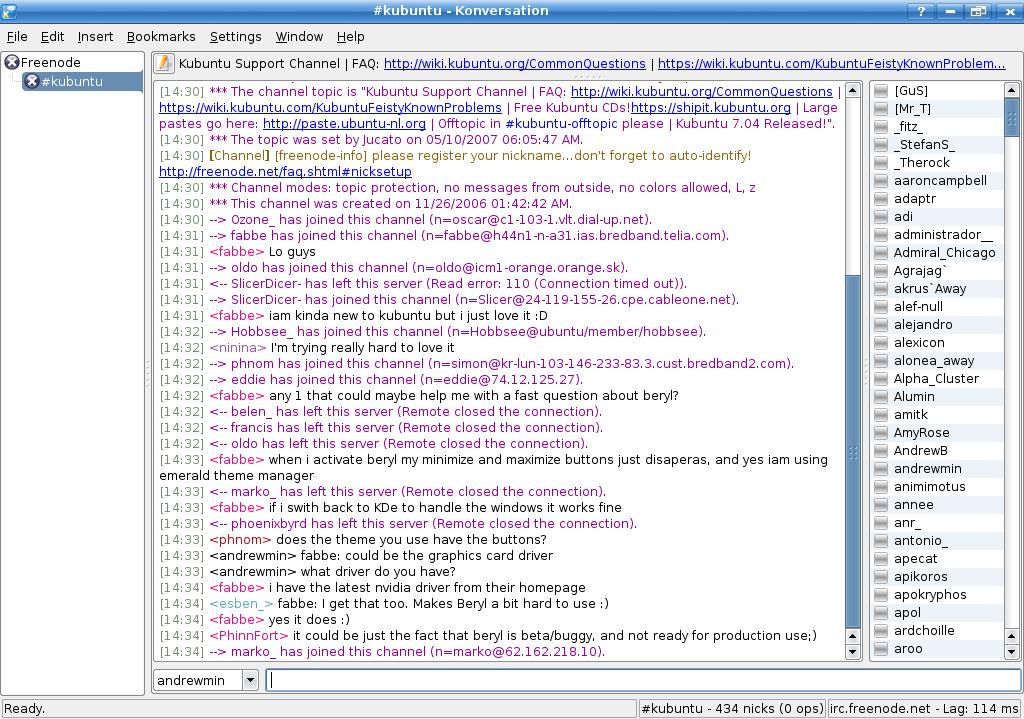 #kubuntu - Konversation
File Edit Insert Bookmarks Settings Window Help
Freenode
#kubuntu
Kubuntu Support Channel | FAQ: http://wiki.kubuntu.org/CommonQuestions | https://wiki.kubuntu.com/KubuntuFeistyKnownProblem...
[14:30] *** The channel topic is "Kubuntu Support Channel | FAQ: http://wiki.kubuntu.org/CommonQuestions |
https://wiki.kubuntu.com/KubuntuFeistyKnownProblems | Free Kubuntu CDs!https://shipit.kubuntu.org | Large
pastes go here: http://paste.ubuntu-nl.org | Offtopic in #kubuntu-offtopic please | Kubuntu 7.04 Released!".
[14:30] *** The topic was set by Jucato on 05/10/2007 06:05:47 AM.
[14:30] [Channel] [freenode-info] please register your nickname...don't forget to auto-identify!
http://freenode.net/faq.shtml#nicksetup
[14:30] *** Channel modes: topic protection, no messages from outside, no colors allowed, L, z
[14:30] *** This channel was created on 11/26/2006 01:42:42 AM.
[14:30] --> Ozone_ has joined this channel (n=oscar@c1-103-1.vlt.dial-up.net).
[14:31] --> fabbe has joined this channel (n=fabbe@h44n1-n-a31.ias.bredband.telia.com).
[14:31] <fabbe> Lo guys
[14:31] --> oldo has joined this channel (n=oldo@icm1-orange.orange.sk).
[14:31] <-- SlicerDicer- has left this server (Read error: 110 (Connection timed out)).
[14:31] --> SlicerDicer- has joined this channel (n=Slicer@24-119-155-26.cpe.cableone.net).
[14:31] <fabbe> iam kinda new to kubuntu but i just love it :D
[14:32] --> Hobbsee_ has joined this channel (n=Hobbsee@ubuntu/member/hobbsee).
[14:32] <ninina> I'm trying really hard to love it
[14:32] --> phnom has joined this channel (n=simon@kr-lun-103-146-233-83.3.cust.bredband2.com).
[14:32] --> eddie has joined this channel (n=eddie@74.12.125.27).
[14:32] <fabbe> any 1 that could maybe help me with a fast question about beryl?
[14:32] <-- belen_ has left this server (Remote closed the connection).
[14:32] <-- francis has left this server (Remote closed the connection).
[14:32] <-- oldo has left this server (Remote closed the connection).
[14:33] <fabbe> when i activate beryl my minimize and maximize buttons just disaperas, and yes iam using
emerald theme manager
[14:33] <-- marko_ has left this server (Remote closed the connection).
[14:33] <fabbe> if i swith back to KDe to handle the windows it works fine
[14:33] <-- phoenixbyrd has left this server (Remote closed the connection).
[14:33] <phnom> does the theme you use have the buttons?
[14:33] <andrewmin> fabbe: could be the graphics card driver
[14:33] <andrewmin> what driver do you have?
[14:34] <fabbe> i have the latest nvidia driver from their homepage
[14:34] <esben_> fabbe: I get that too. Makes Beryl a bit hard to use :)
[14:34] <fabbe> yes it does :)
[14:34] <PhinnFort> it could be just the fact that beryl is beta/buggy, and not ready for production use;)
[14:34] --> marko_ has joined this channel (n=marko@62.162.218.10).
[GuS]
[Mr_T]
_fitz_
_StefanS_
_Therock
aaroncampbell
adaptr
adi
administrador__
Admiral_Chicago
Agrajag`
akrus`Away
alef-null
alejandro
alexicon
alonea_away
Alpha_Cluster
Alumin
amitk
AmyRose
AndrewB
andrewmin
animimotus
annee
anr_
antonio_
apecat
apikoros
apokryphos
apol
ardchoille
aroo
andrewmin
Ready.
#kubuntu - 434 nicks (0 ops)
irc.freenode.net - Lag: 114 ms